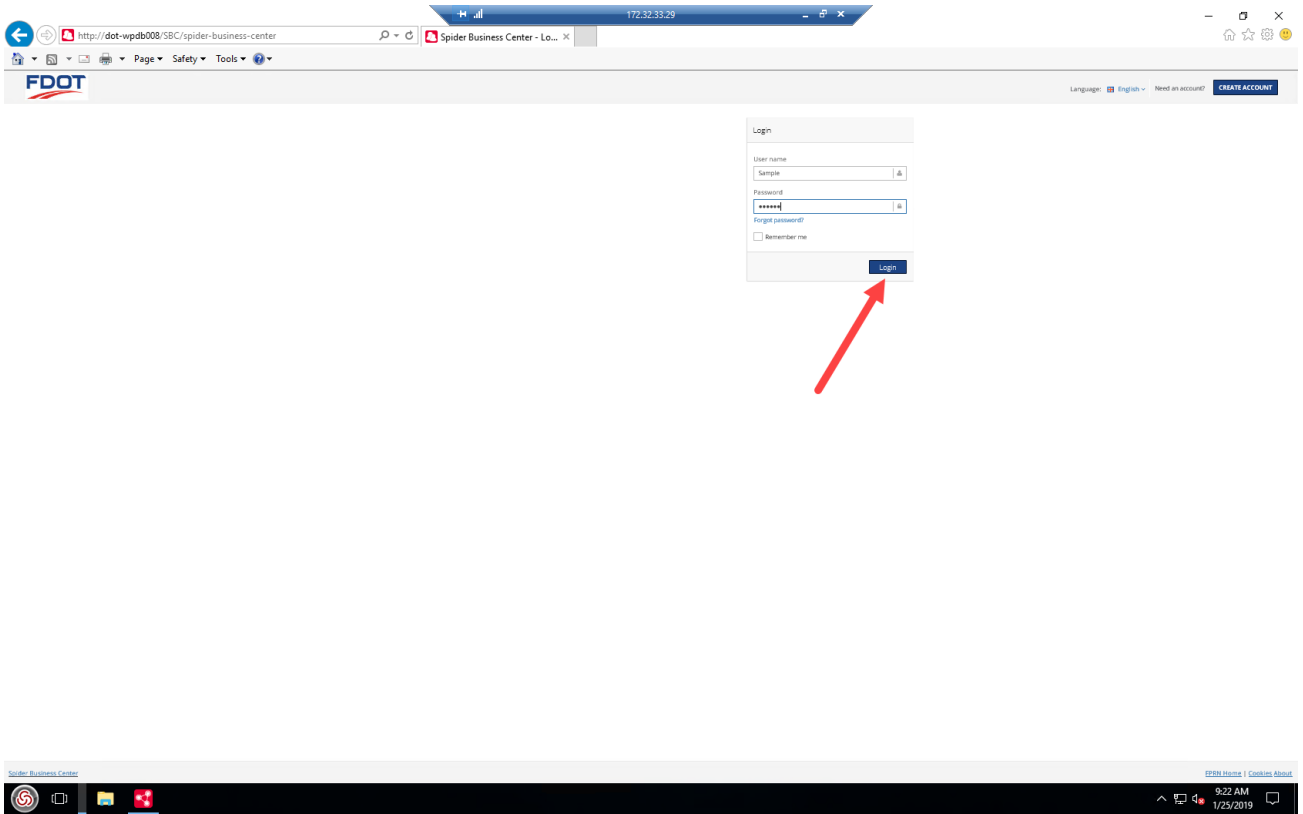 172.32.33.29
http://dot-wpdb008/SBC/spider-business-center
Spider Business Center - Lo...
Page Safety Tools
FDOT
Language: English Need an account? CREATE ACCOUNT
Login
User name
Sample
Password
••••••
Forgot password?
Remember me
Login
Spider Business Center
FPRN Home | Cookies About
9:22 AM
1/25/2019